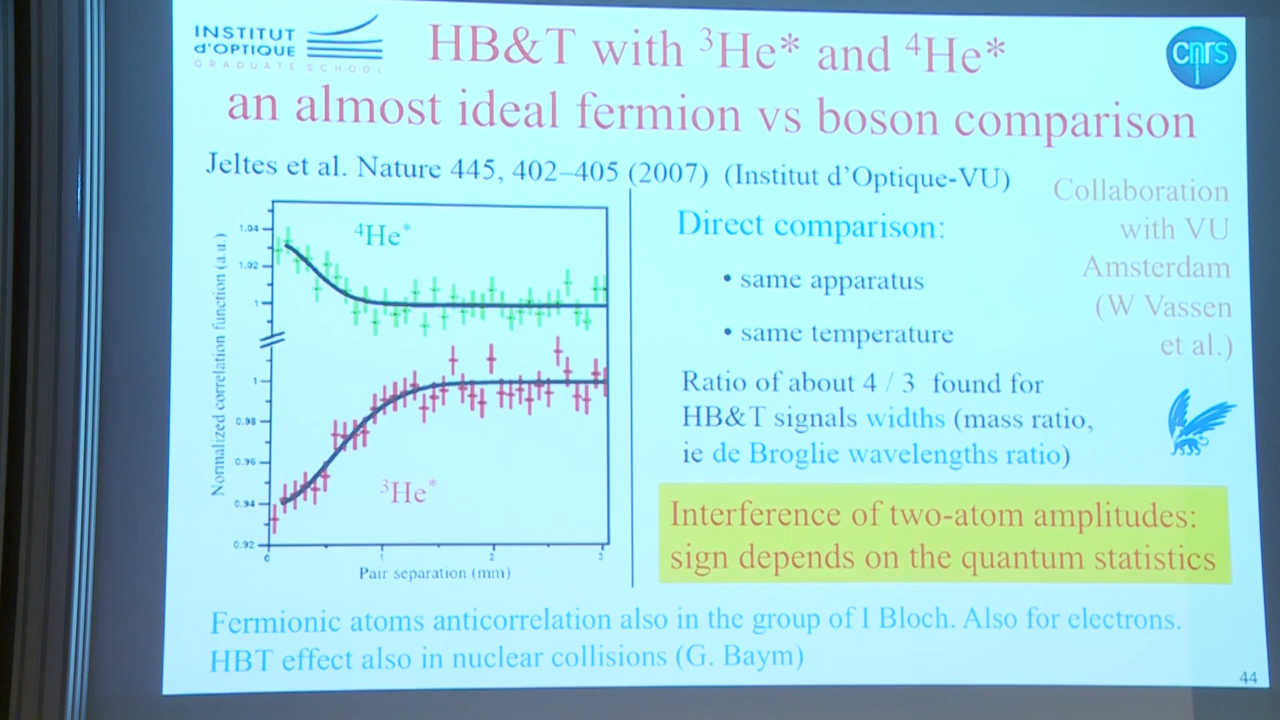 INSTITUT
d'OPTIQUE
GRADUATE SCHOOL
cnrs
HB&T with ³He* and ⁴He*
an almost ideal fermion vs boson comparison
Jeltes et al. Nature 445, 402–405 (2007) (Institut d'Optique-VU)
Collaboration
with VU
Amsterdam
(W Vassen
et al.)
Normalized correlation function (a.u.)
1.04
1.02
1
1
0.98
0.96
0.94
0.92
⁴He*
³He*
0
1
2
3
Pair separation (mm)
Direct comparison:
• same apparatus
• same temperature
Ratio of about 4 / 3 found for
HB&T signals widths (mass ratio,
ie de Broglie wavelengths ratio)
Interference of two-atom amplitudes:
sign depends on the quantum statistics
Fermionic atoms anticorrelation also in the group of I Bloch. Also for electrons.
HBT effect also in nuclear collisions (G. Baym)
44